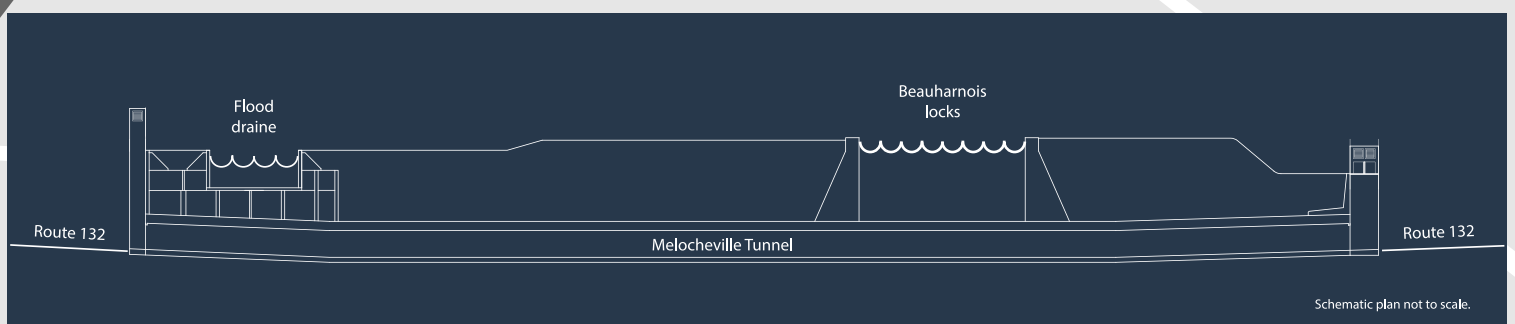 Flood
draine
Beauharnois
locks
Route 132
Melocheville Tunnel
Route 132
Schematic plan not to scale.